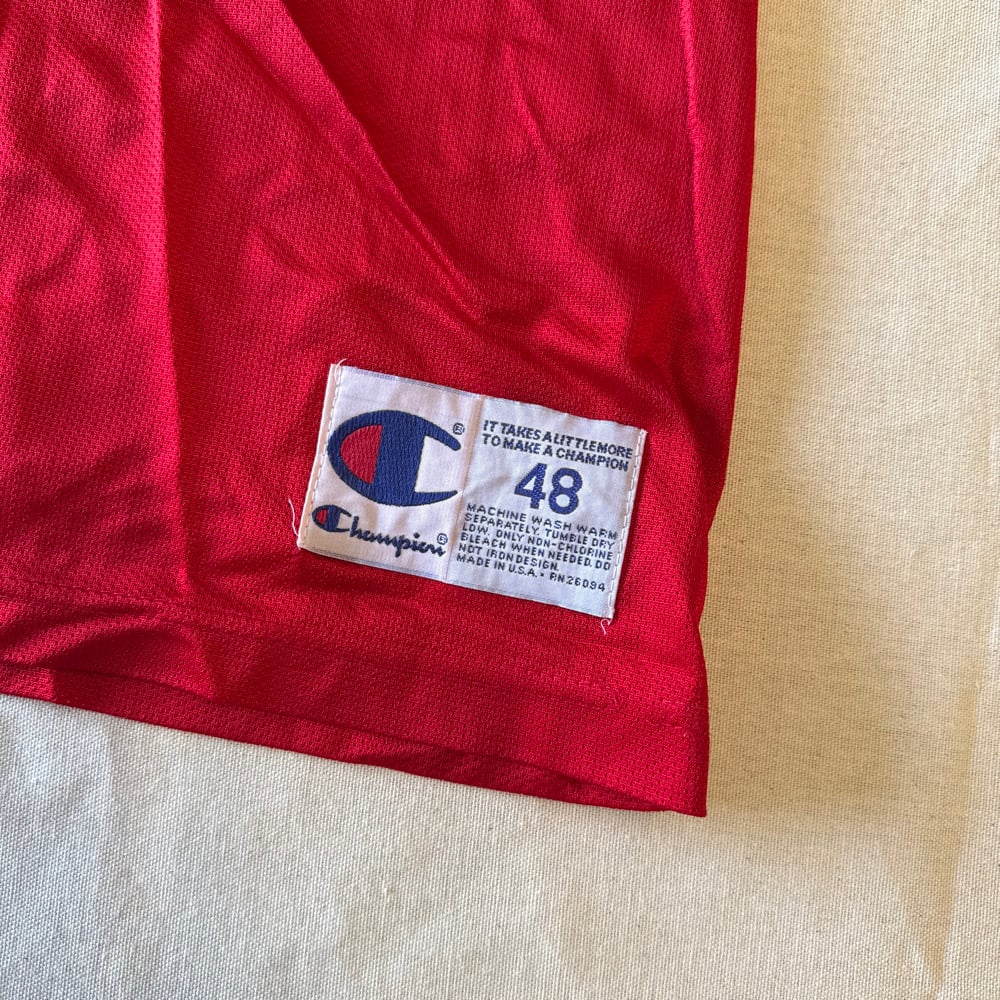 Champion
IT TAKES A LITTLE MORE
TO MAKE A CHAMPION
48
MACHINE WASH WARM
SEPARATELY. TUMBLE DRY
LOW. ONLY NON-CHLORINE
BLEACH WHEN NEEDED. DO
NOT IRON DESIGN.
MADE IN U.S.A. • RN 26094